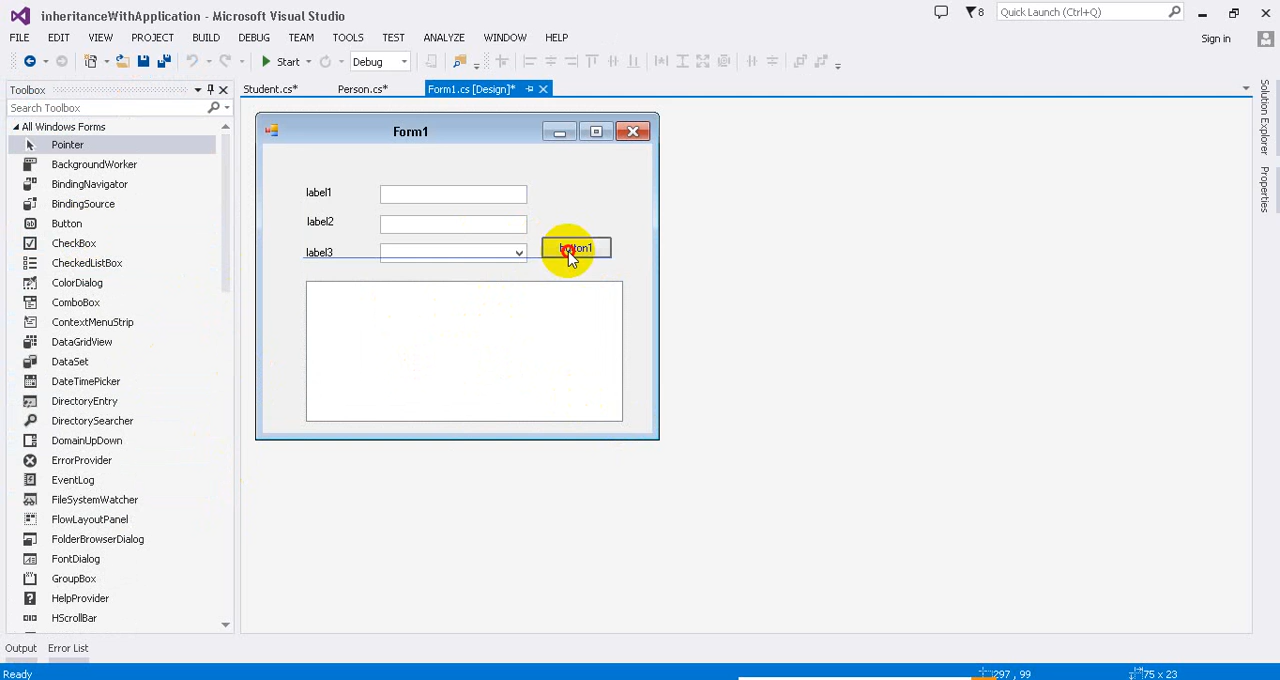 inheritanceWithApplication - Microsoft Visual Studio
8
Quick Launch (Ctrl+Q)
FILE EDIT VIEW PROJECT BUILD DEBUG TEAM TOOLS TEST ANALYZE WINDOW HELP
Sign in
Start Debug
Toolbox
Student.cs* Person.cs* Form1.cs [Design]*
Search Toolbox
All Windows Forms
Pointer
BackgroundWorker
BindingNavigator
BindingSource
Button
CheckBox
CheckedListBox
ColorDialog
ComboBox
ContextMenuStrip
DataGridView
DataSet
DateTimePicker
DirectoryEntry
DirectorySearcher
DomainUpDown
ErrorProvider
EventLog
FileSystemWatcher
FlowLayoutPanel
FolderBrowserDialog
FontDialog
GroupBox
HelpProvider
HScrollBar
Form1
label1
label2
label3
button1
Solution Explorer
Properties
Output Error List
Ready
297 , 99
75 x 23